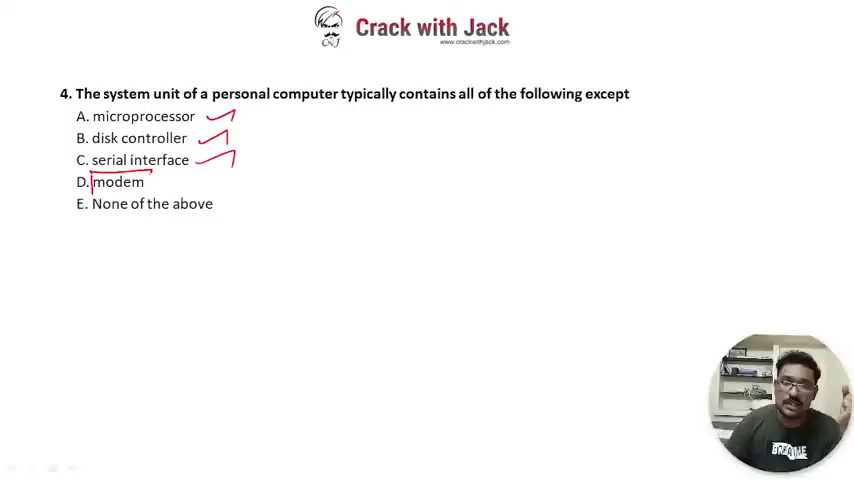 Crack with Jack
CwJ
www.crackwithjack.com
4. The system unit of a personal computer typically contains all of the following except
A. microprocessor
B. disk controller
C. serial interface
D. modem
E. None of the above